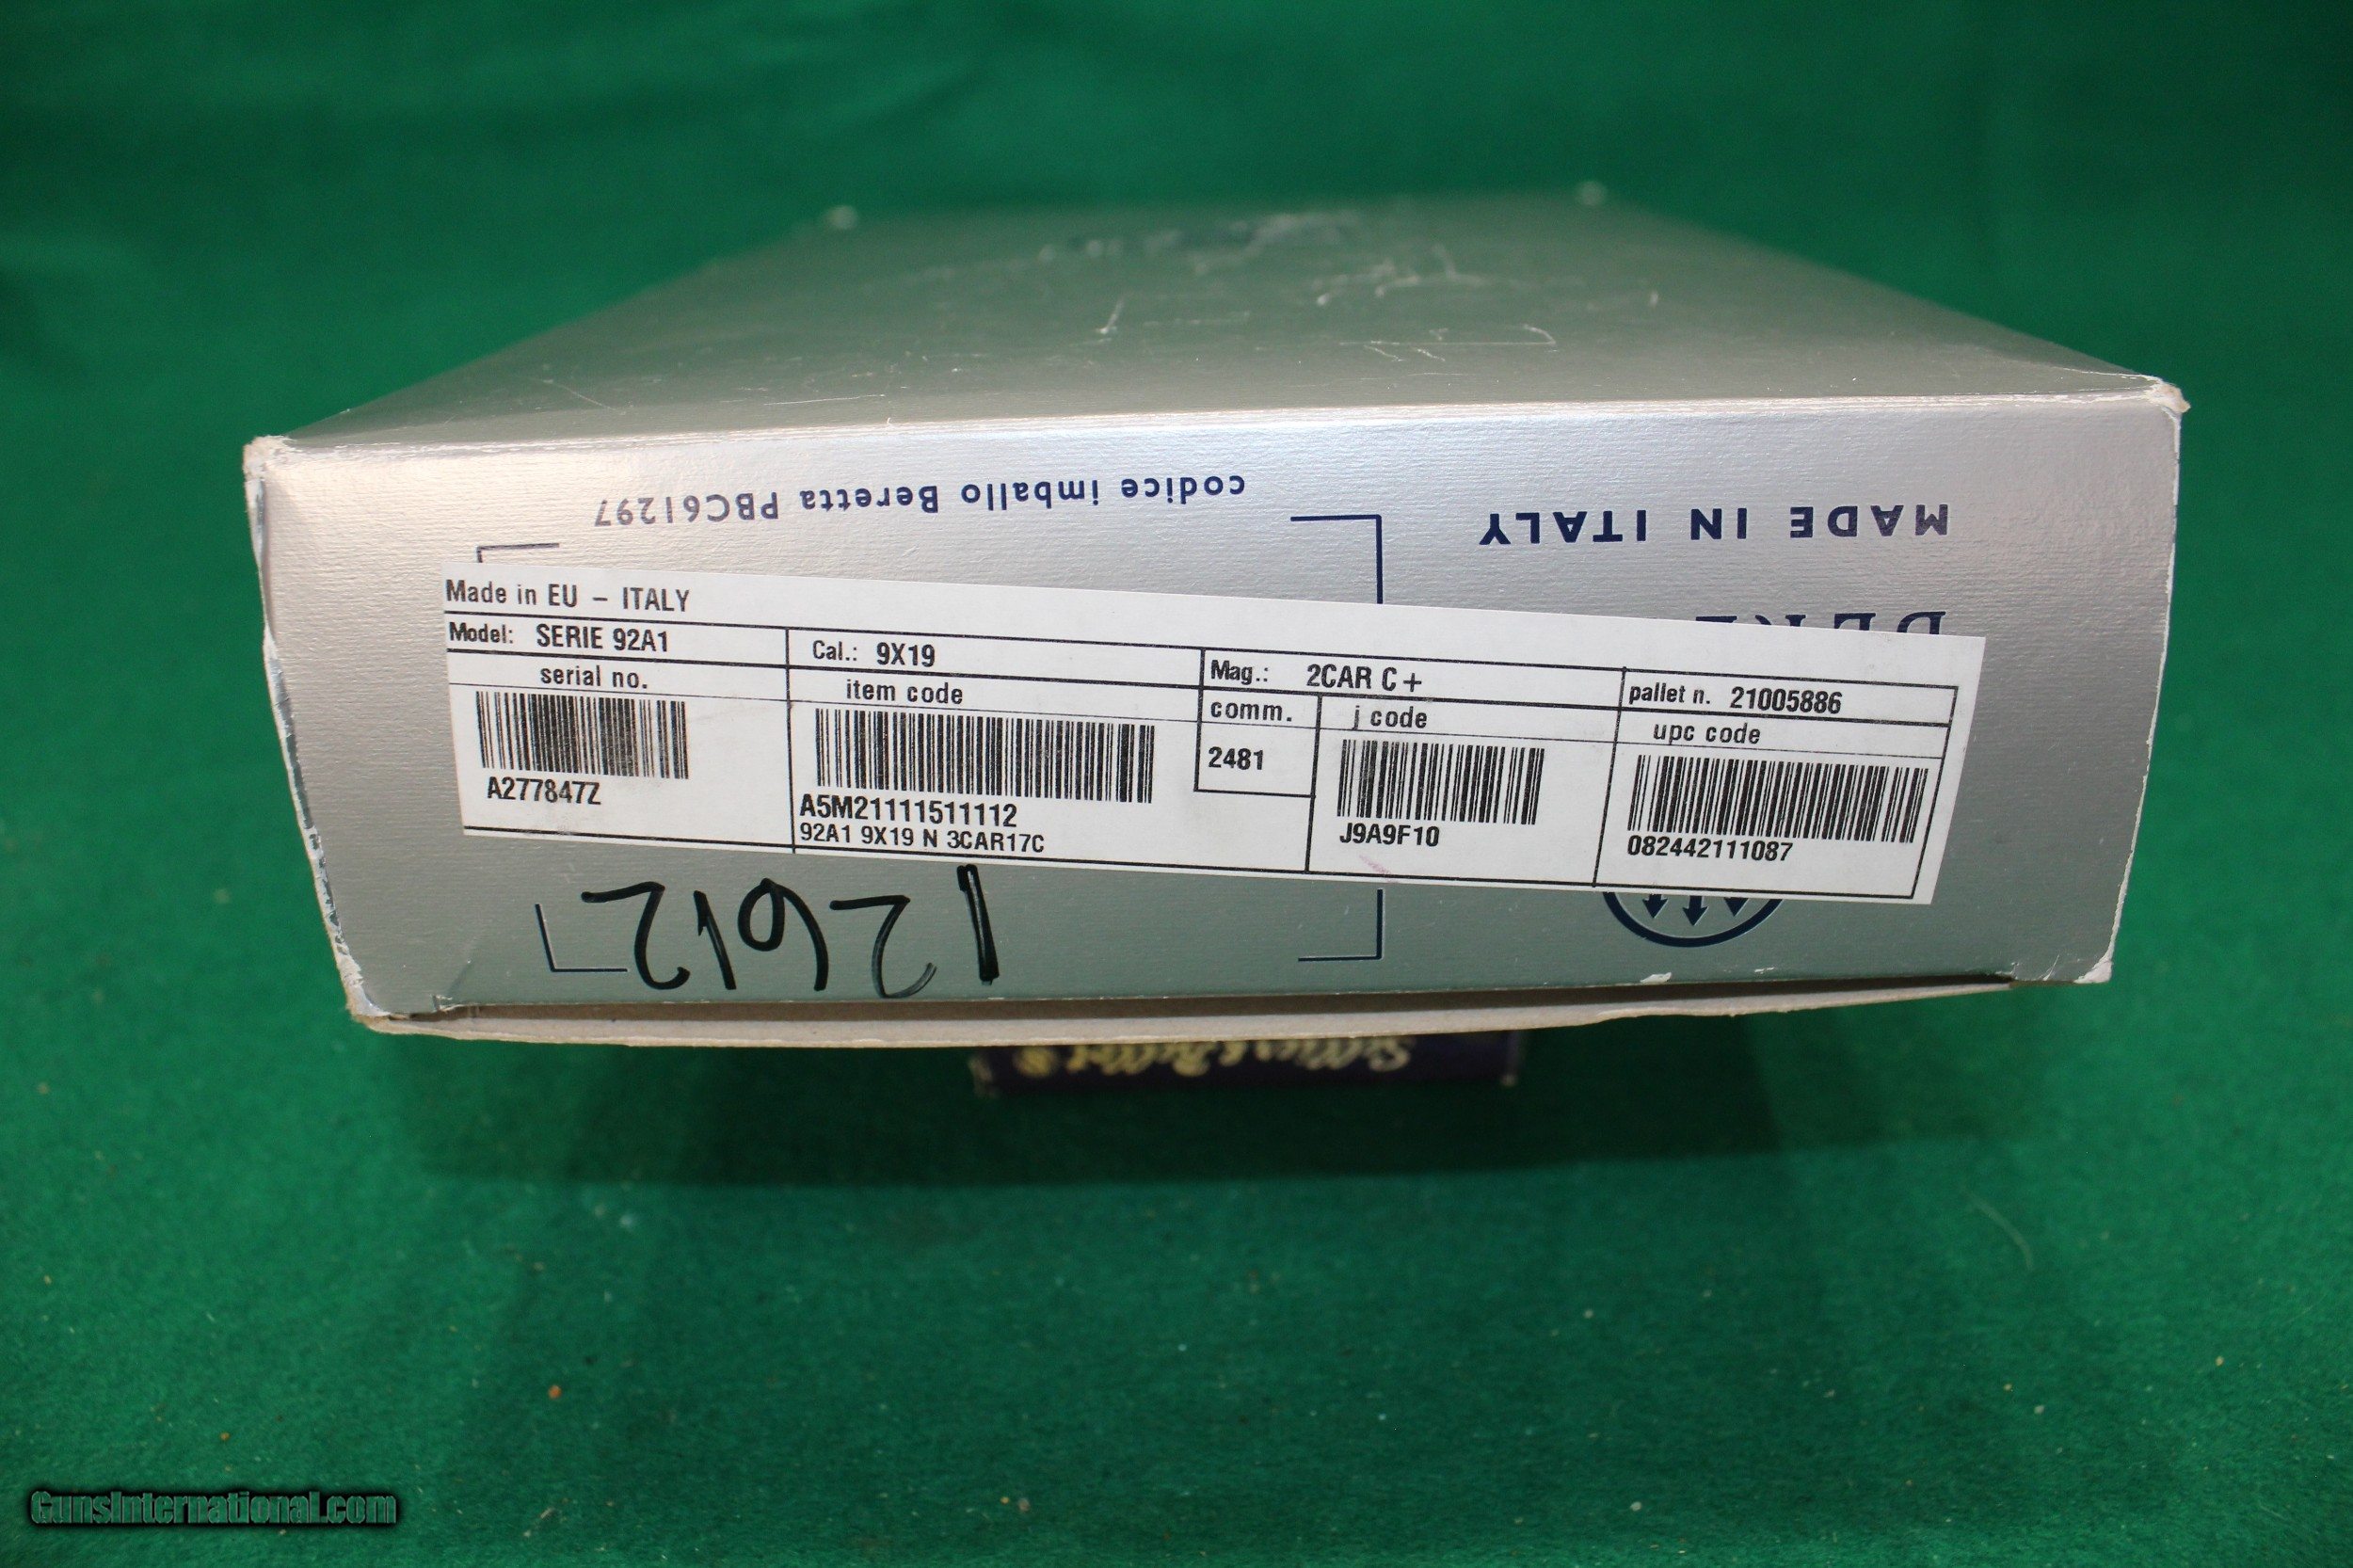 codice imballo Beretta PBC61297
MADE IN ITALY
Made in EU - ITALY
Model: SERIE 92A1
Cal.: 9X19
Mag.: 2CAR C+
pallet n. 21005886
serial no.
A277847Z
item code
A5M21111511112
92A1 9X19 N 3CAR17C
comm.
2481
j code
J9A9F10
upc code
082442111087
12612
Sellier & Bellot
GunsInternational.com